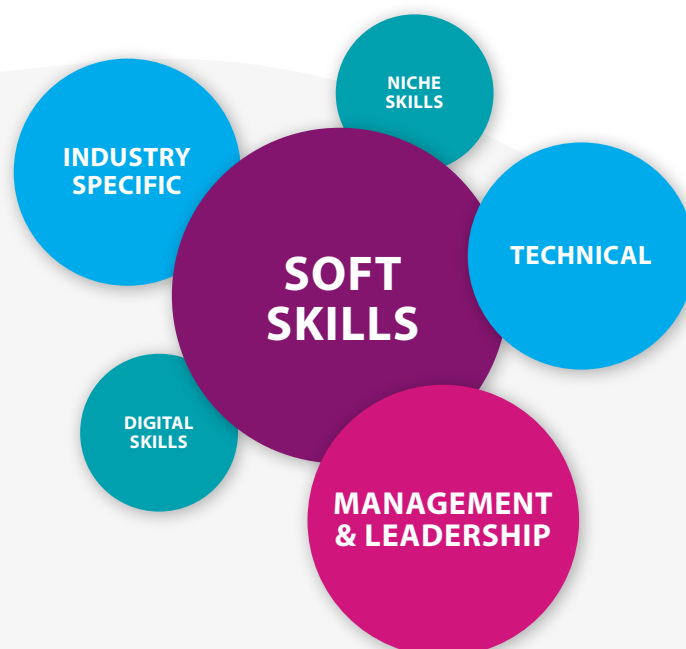 NICHE
SKILLS
INDUSTRY
SPECIFIC
SOFT
SKILLS
TECHNICAL
DIGITAL
SKILLS
MANAGEMENT
& LEADERSHIP